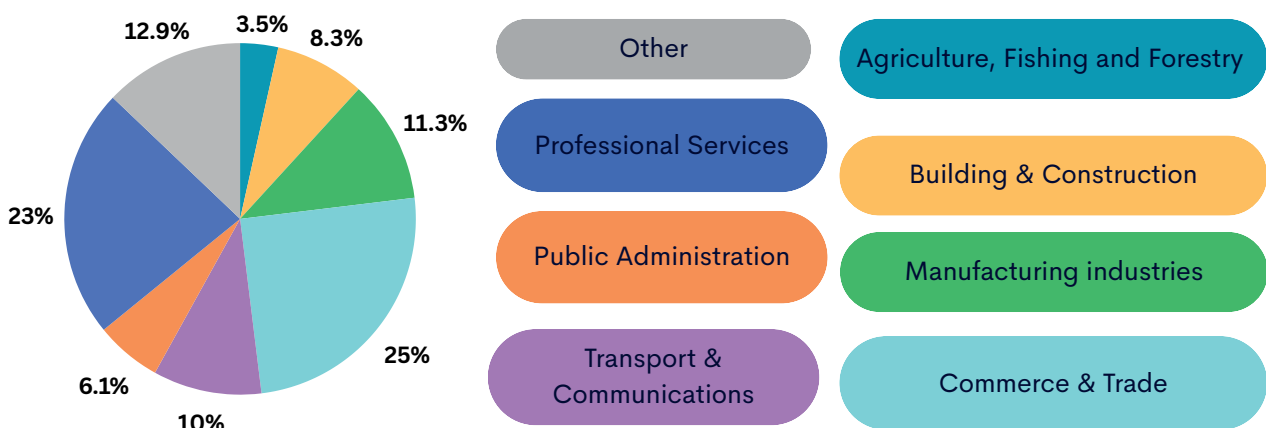 12.9%
3.5%
8.3%
11.3%
23%
25%
6.1%
10%
Other
Professional Services
Public Administration
Transport &
Communications
Agriculture, Fishing and Forestry
Building & Construction
Manufacturing industries
Commerce & Trade